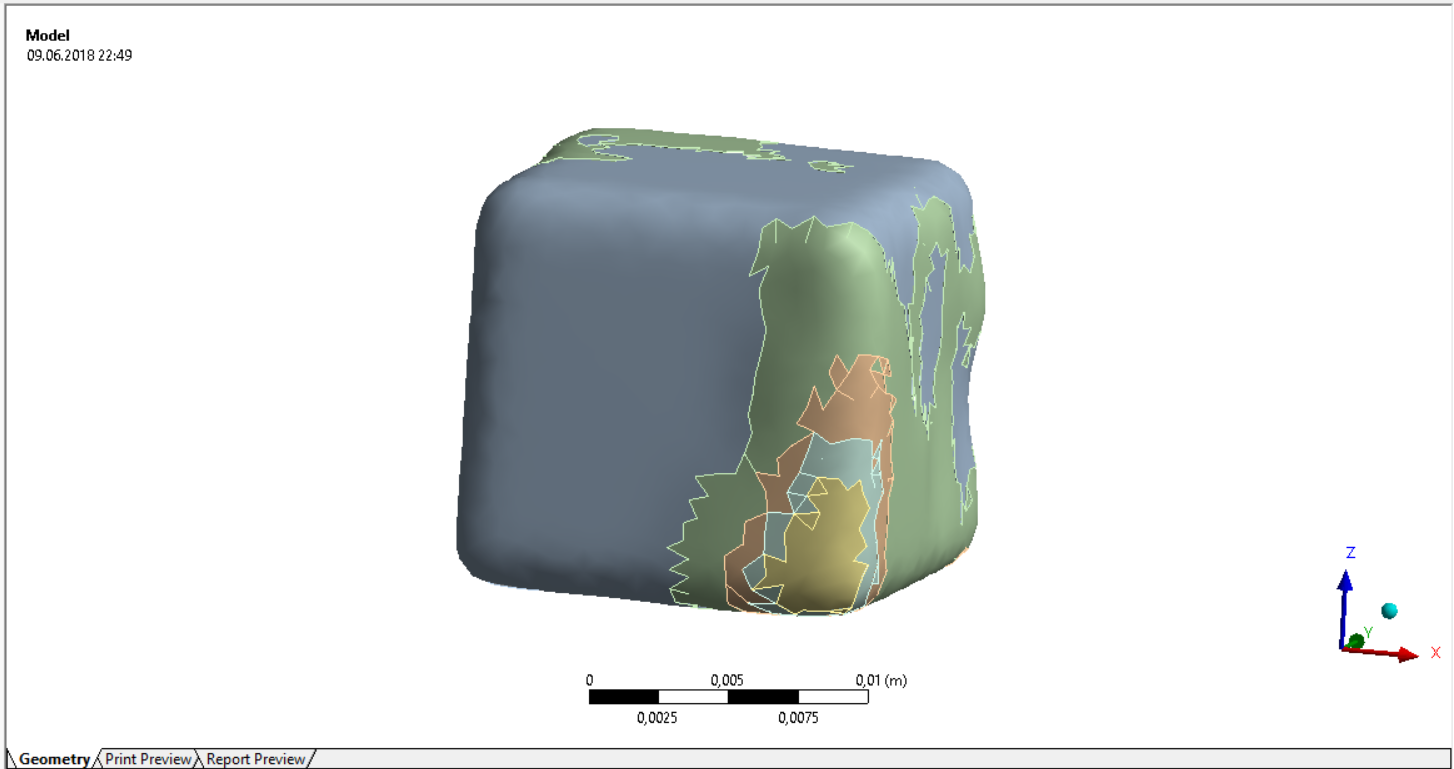 Model
09.06.2018 22:49
Z
Y
X
0 0,005 0,01 (m)
0,0025 0,0075
Geometry Print Preview Report Preview